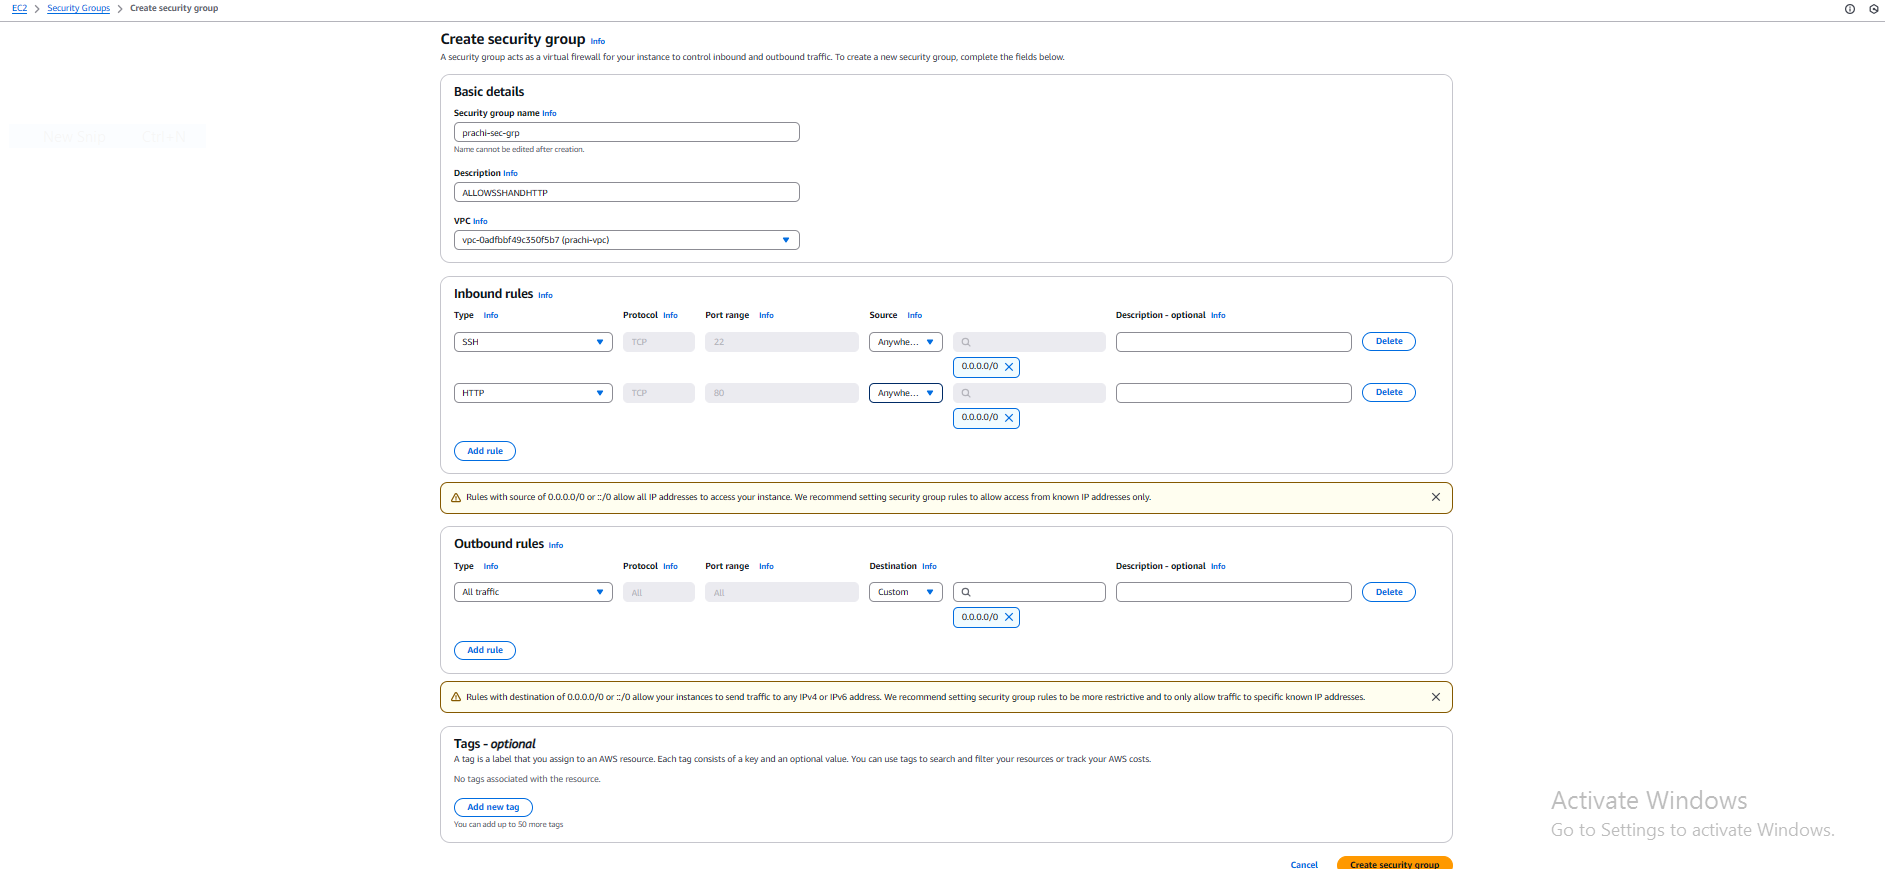 EC2 > Security Groups > Create security group
New Snip Ctrl+N
Create security group Info
A security group acts as a virtual firewall for your instance to control inbound and outbound traffic. To create a new security group, complete the fields below.
Basic details
Security group name Info
prachi-sec-grp
Name cannot be edited after creation.
Description Info
ALLOWSSHANDHTTP
VPC Info
vpc-0adfbbf49c350f5b7 (prachi-vpc)
Inbound rules Info
Type Info Protocol Info Port range Info Source Info Description - optional Info
SSH TCP 22 Anywhe... Delete
0.0.0.0/0
HTTP TCP 80 Anywhe... Delete
0.0.0.0/0
Add rule
Rules with source of 0.0.0.0/0 or ::/0 allow all IP addresses to access your instance. We recommend setting security group rules to allow access from known IP addresses only.
Outbound rules Info
Type Info Protocol Info Port range Info Destination Info Description - optional Info
All traffic All All Custom Delete
0.0.0.0/0
Add rule
Rules with destination of 0.0.0.0/0 or ::/0 allow your instances to send traffic to any IPv4 or IPv6 address. We recommend setting security group rules to be more restrictive and to only allow traffic to specific known IP addresses.
Tags - optional
A tag is a label that you assign to an AWS resource. Each tag consists of a key and an optional value. You can use tags to search and filter your resources or track your AWS costs.
No tags associated with the resource.
Add new tag
You can add up to 50 more tags
Activate Windows
Go to Settings to activate Windows.
Cancel Create security group